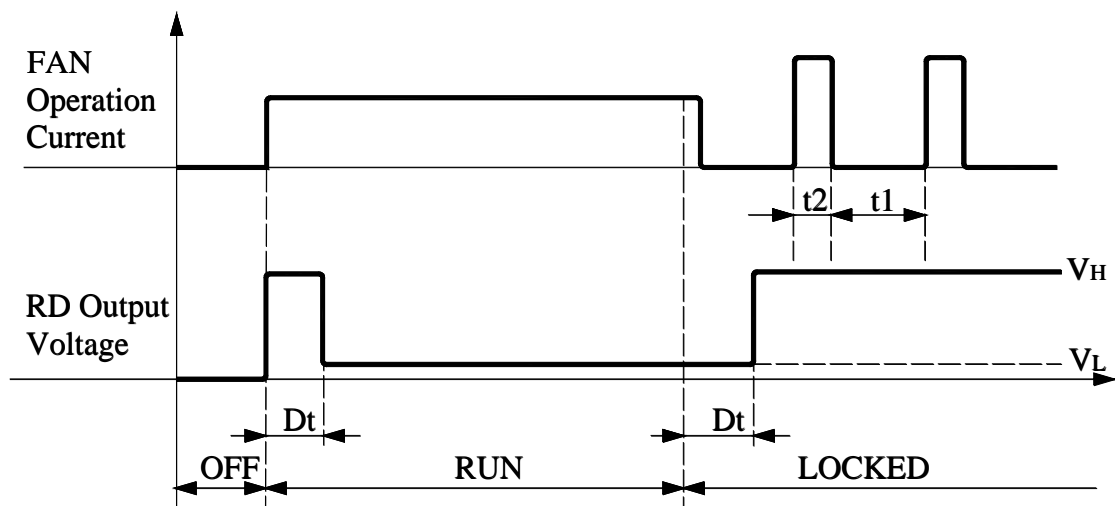 FAN
Operation
Current
t2
t1
VH
RD Output
Voltage
VL
Dt
Dt
OFF
RUN
LOCKED